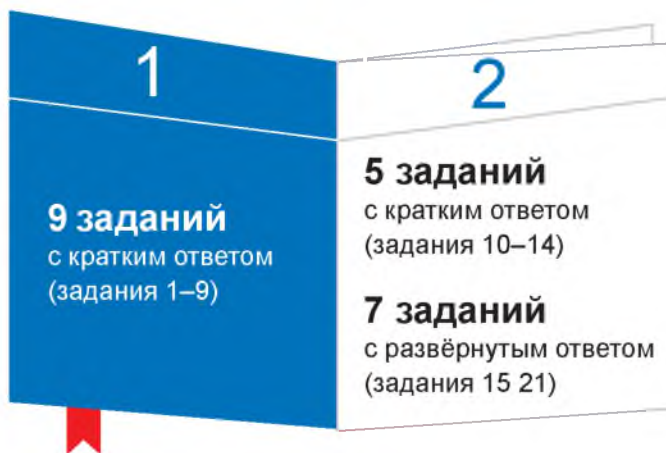 1
9 заданий
с кратким ответом
(задания 1–9)
2
5 заданий
с кратким ответом
(задания 10–14)
7 заданий
с развёрнутым ответом
(задания 15 21)